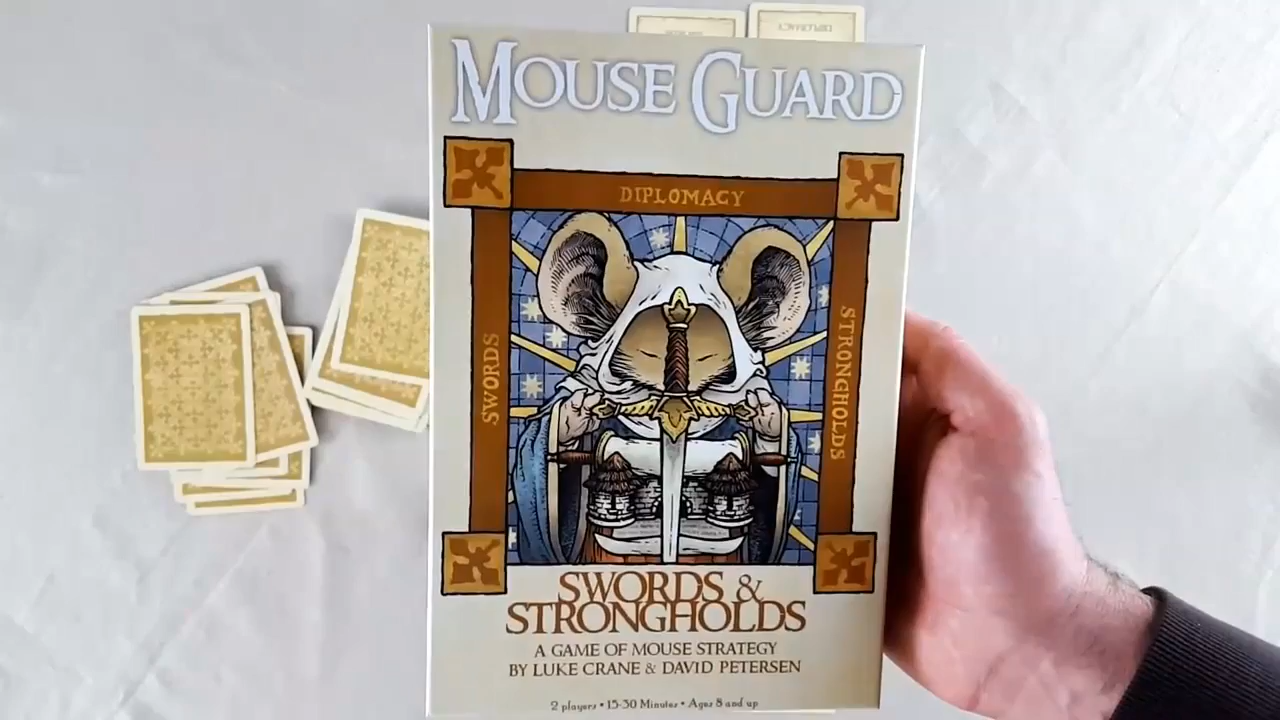 DIPLOMACY
MOUSE GUARD
DIPLOMACY
SWORDS
STRONGHOLDS
SWORDS &
STRONGHOLDS
A GAME OF MOUSE STRATEGY
BY LUKE CRANE & DAVID PETERSEN
2 players • 15-30 Minutes • Ages 8 and up